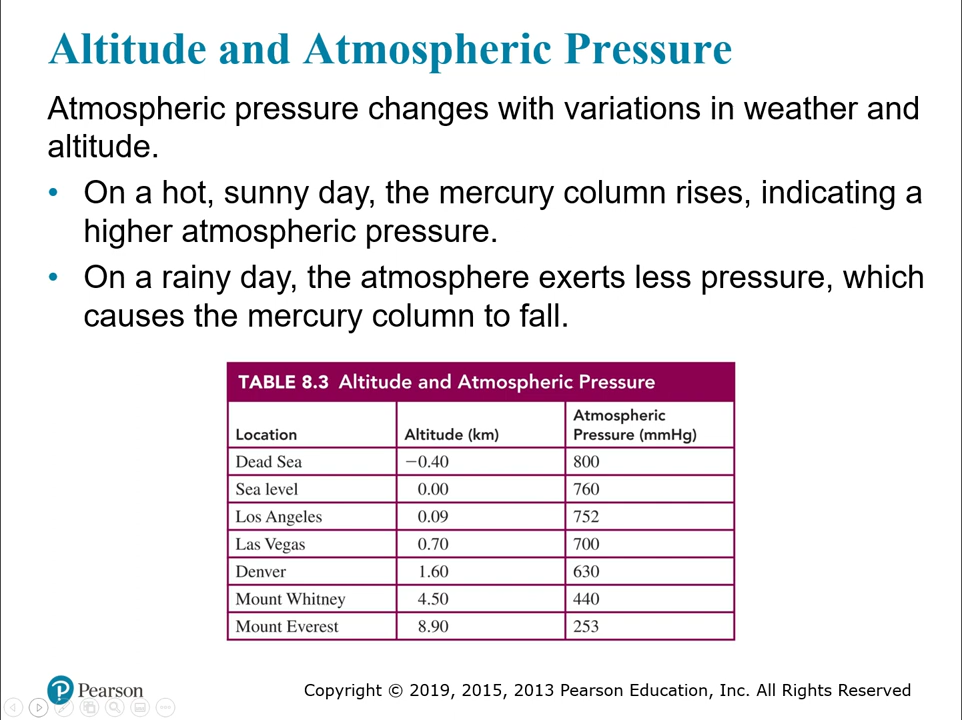 Altitude and Atmospheric Pressure
Atmospheric pressure changes with variations in weather and
altitude.
• On a hot, sunny day, the mercury column rises, indicating a
higher atmospheric pressure.
• On a rainy day, the atmosphere exerts less pressure, which
causes the mercury column to fall.
TABLE 8.3 Altitude and Atmospheric Pressure
Location Altitude (km) Atmospheric Pressure (mmHg)
Dead Sea −0.40 800
Sea level 0.00 760
Los Angeles 0.09 752
Las Vegas 0.70 700
Denver 1.60 630
Mount Whitney 4.50 440
Mount Everest 8.90 253
P Pearson
Copyright © 2019, 2015, 2013 Pearson Education, Inc. All Rights Reserved